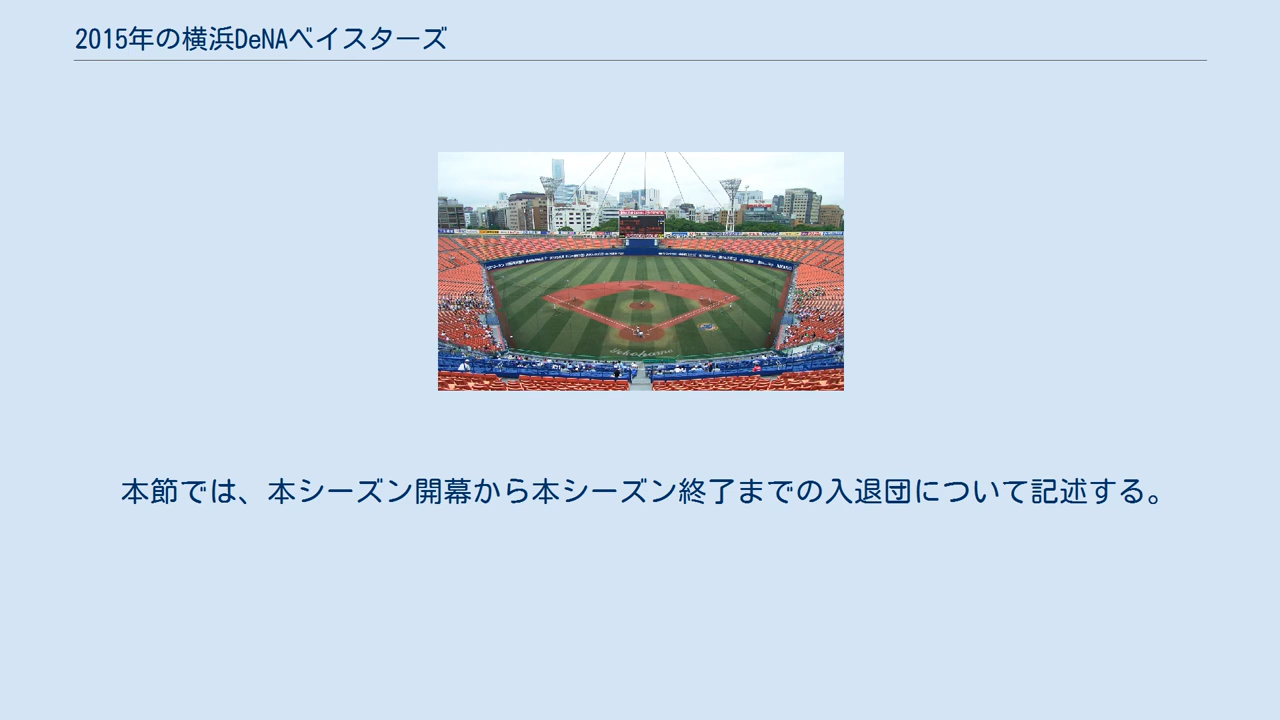 2015年の横浜DeNAベイスターズ
本節では、本シーズン開幕から本シーズン終了までの入退団について記述する。